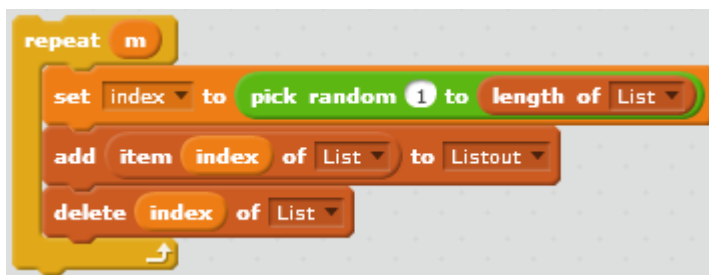 repeat m
set index to pick random 1 to length of List
add item index of List to Listout
delete index of List